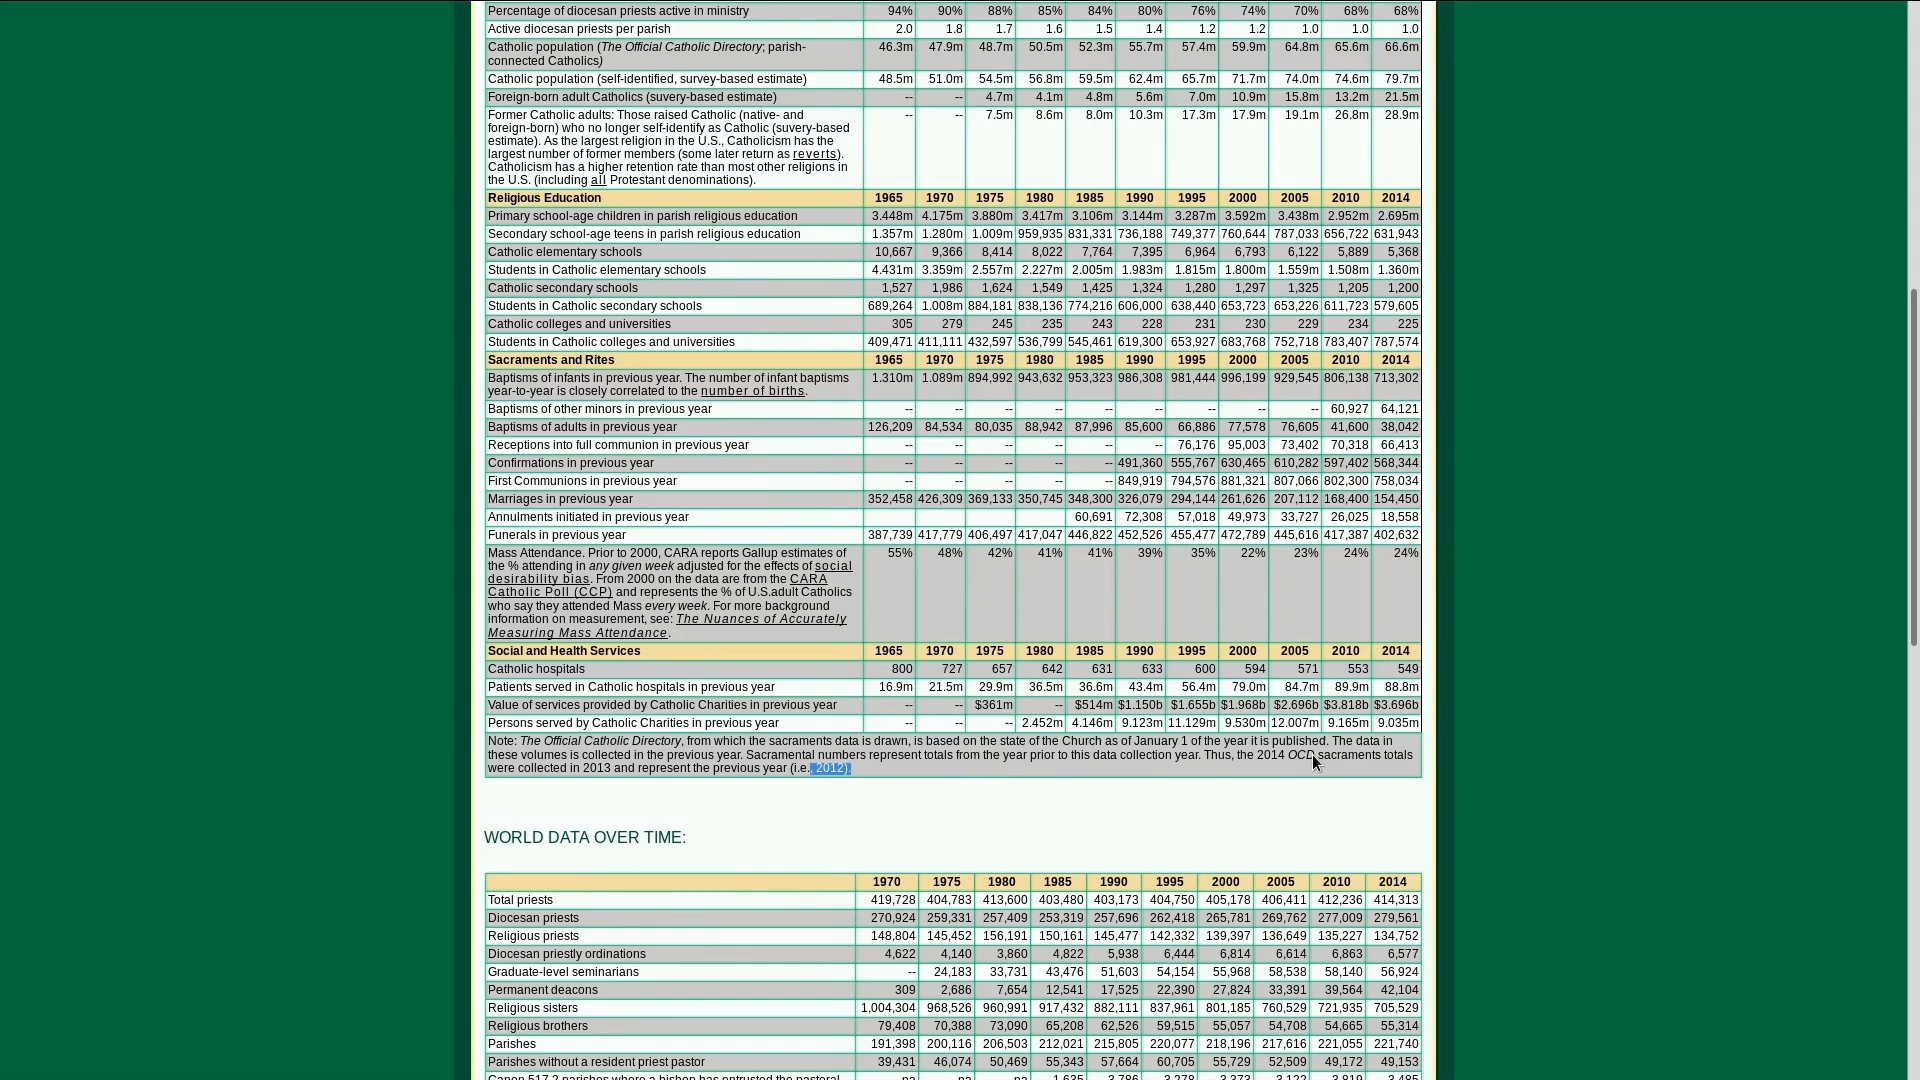 Percentage of diocesan priests active in ministry 94% 90% 88% 85% 84% 80% 76% 74% 70% 68% 68%
Active diocesan priests per parish 2.0 1.8 1.7 1.6 1.5 1.4 1.2 1.2 1.0 1.0 1.0
Catholic population (The Official Catholic Directory; parish- 46.3m 47.9m 48.7m 50.5m 52.3m 55.7m 57.4m 59.9m 64.8m 65.6m 66.6m
connected Catholics)
Catholic population (self-identified, survey-based estimate) 48.5m 51.0m 54.5m 56.8m 59.5m 62.4m 65.7m 71.7m 74.0m 74.6m 79.7m
Foreign-born adult Catholics (suvery-based estimate) -- -- 4.7m 4.1m 4.8m 5.6m 7.0m 10.9m 15.8m 13.2m 21.5m
Former Catholic adults: Those raised Catholic (native- and -- -- 7.5m 8.6m 8.0m 10.3m 17.3m 17.9m 19.1m 26.8m 28.9m
foreign-born) who no longer self-identify as Catholic (suvery-based
estimate). As the largest religion in the U.S., Catholicism has the
largest number of former members (some later return as reverts).
Catholicism has a higher retention rate than most other religions in
the U.S. (including all Protestant denominations).
Religious Education 1965 1970 1975 1980 1985 1990 1995 2000 2005 2010 2014
Primary school-age children in parish religious education 3.448m 4.175m 3.880m 3.417m 3.106m 3.144m 3.287m 3.592m 3.438m 2.952m 2.695m
Secondary school-age teens in parish religious education 1.357m 1.280m 1.009m 959,935 831,331 736,188 749,377 760,644 787,033 656,722 631,943
Catholic elementary schools 10,667 9,366 8,414 8,022 7,764 7,395 6,964 6,793 6,122 5,889 5,368
Students in Catholic elementary schools 4.431m 3.359m 2.557m 2.227m 2.005m 1.983m 1.815m 1.800m 1.559m 1.508m 1.360m
Catholic secondary schools 1,527 1,986 1,624 1,549 1,425 1,324 1,280 1,297 1,325 1,205 1,200
Students in Catholic secondary schools 689,264 1.008m 884,181 838,136 774,216 606,000 638,440 653,723 653,226 611,723 579,605
Catholic colleges and universities 305 279 245 235 243 228 231 230 229 234 225
Students in Catholic colleges and universities 409,471 411,111 432,597 536,799 545,461 619,300 653,927 683,768 752,718 783,407 787,574
Sacraments and Rites 1965 1970 1975 1980 1985 1990 1995 2000 2005 2010 2014
Baptisms of infants in previous year. The number of infant baptisms 1.310m 1.089m 894,992 943,632 953,323 986,308 981,444 996,199 929,545 806,138 713,302
year-to-year is closely correlated to the number of births.
Baptisms of other minors in previous year -- -- -- -- -- -- -- -- -- 60,927 64,121
Baptisms of adults in previous year 126,209 84,534 80,035 88,942 87,996 85,600 66,886 77,578 76,605 41,600 38,042
Receptions into full communion in previous year -- -- -- -- -- -- 76,176 95,003 73,402 70,318 66,413
Confirmations in previous year -- -- -- -- -- 491,360 555,767 630,465 610,282 597,402 568,344
First Communions in previous year -- -- -- -- -- 849,919 794,576 881,321 807,066 802,300 758,034
Marriages in previous year 352,458 426,309 369,133 350,745 348,300 326,079 294,144 261,626 207,112 168,400 154,450
Annulments initiated in previous year 60,691 72,308 57,018 49,973 33,727 26,025 18,558
Funerals in previous year 387,739 417,779 406,497 417,047 446,822 452,526 455,477 472,789 445,616 417,387 402,632
Mass Attendance. Prior to 2000, CARA reports Gallup estimates of 55% 48% 42% 41% 41% 39% 35% 22% 23% 24% 24%
the % attending in any given week adjusted for the effects of social
desirability bias. From 2000 on the data are from the CARA
Catholic Poll (CCP) and represents the % of U.S.adult Catholics
who say they attended Mass every week. For more background
information on measurement, see: The Nuances of Accurately
Measuring Mass Attendance.
Social and Health Services 1965 1970 1975 1980 1985 1990 1995 2000 2005 2010 2014
Catholic hospitals 800 727 657 642 631 633 600 594 571 553 549
Patients served in Catholic hospitals in previous year 16.9m 21.5m 29.9m 36.5m 36.6m 43.4m 56.4m 79.0m 84.7m 89.9m 88.8m
Value of services provided by Catholic Charities in previous year -- -- $361m -- $514m $1.150b $1.655b $1.968b $2.696b $3.818b $3.696b
Persons served by Catholic Charities in previous year -- -- -- 2.452m 4.146m 9.123m 11.129m 9.530m 12.007m 9.165m 9.035m
Note: The Official Catholic Directory, from which the sacraments data is drawn, is based on the state of the Church as of January 1 of the year it is published. The data in
these volumes is collected in the previous year. Sacramental numbers represent totals from the year prior to this data collection year. Thus, the 2014 OCD sacraments totals
were collected in 2013 and represent the previous year (i.e. 2012).
WORLD DATA OVER TIME:
1970 1975 1980 1985 1990 1995 2000 2005 2010 2014
Total priests 419,728 404,783 413,600 403,480 403,173 404,750 405,178 406,411 412,236 414,313
Diocesan priests 270,924 259,331 257,409 253,319 257,696 262,418 265,781 269,762 277,009 279,561
Religious priests 148,804 145,452 156,191 150,161 145,477 142,332 139,397 136,649 135,227 134,752
Diocesan priestly ordinations 4,622 4,140 3,860 4,822 5,938 6,444 6,814 6,614 6,863 6,577
Graduate-level seminarians -- 24,183 33,731 43,476 51,603 54,154 55,968 58,538 58,140 56,924
Permanent deacons 309 2,686 7,654 12,541 17,525 22,390 27,824 33,391 39,564 42,104
Religious sisters 1,004,304 968,526 960,991 917,432 882,111 837,961 801,185 760,529 721,935 705,529
Religious brothers 79,408 70,388 73,090 65,208 62,526 59,515 55,057 54,708 54,665 55,314
Parishes 191,398 200,116 206,503 212,021 215,805 220,077 218,196 217,616 221,055 221,740
Parishes without a resident priest pastor 39,431 46,074 50,469 55,343 57,664 60,705 55,729 52,509 49,172 49,153
Canon 517.2 parishes where a bishop has entrusted the pastoral na na na 1,635 3,786 3,278 3,373 3,122 3,819 3,485